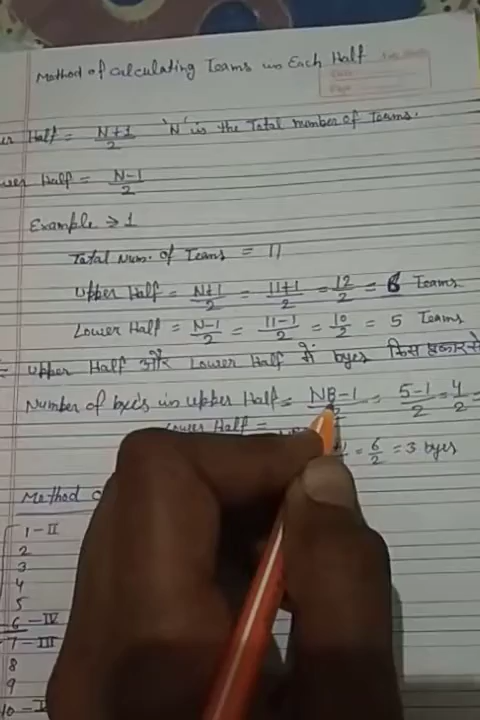 Method of Calculating Teams in Each Half
er Half = N+1/2 'N' is the Total number of Teams.
wer Half = N-1/2
Example → 1
Total Num. of Teams = 11
Upper Half = N+1/2 = 11+1/2 = 12/2 = 6 Teams
Lower Half = N-1/2 = 11-1/2 = 10/2 = 5 Teams
= Upper Half और Lower Half में byes किस प्रकार से
Number of byes in Upper Half = NB-1/2 = 5-1/2 = 4/2 =
Lower Half =
= 6/2 = 3 byes
Method o
1 - II
2
3
4
5
6 - IV
7 - III
8
9
10 -